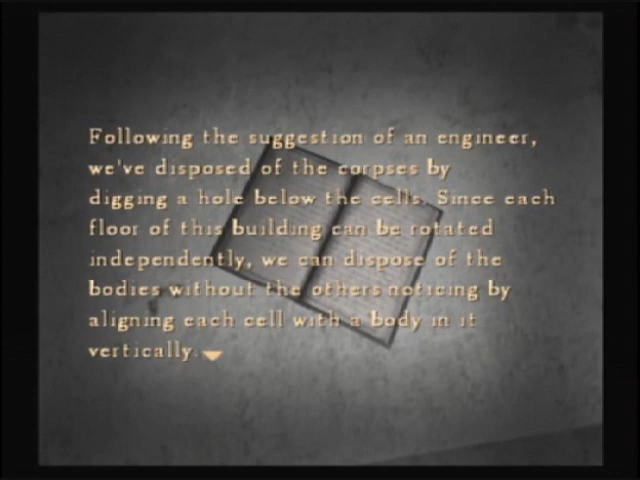 Following the suggestion of an engineer,
we've disposed of the corpses by
digging a hole below the cells. Since each
floor of this building can be rotated
independently, we can dispose of the
bodies without the others noticing by
aligning each cell with a body in it
vertically.